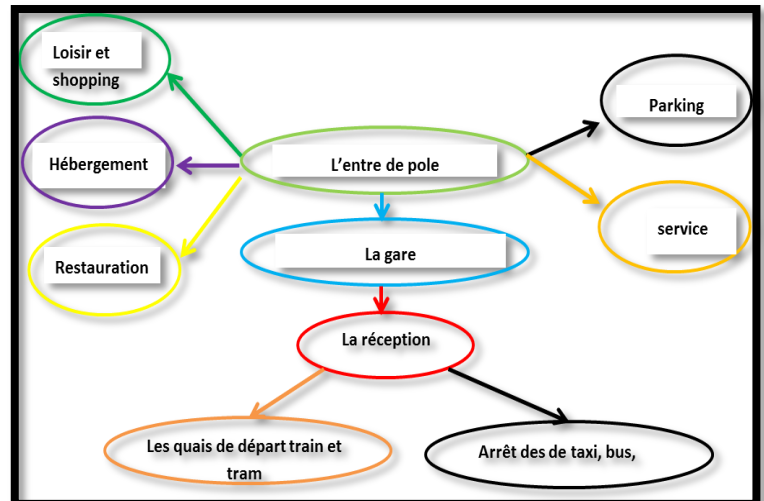 Loisir et
shopping
Parking
Hébergement
L'entre de pole
service
Restauration
La gare
La réception
Les quais de départ train et
tram
Arrêt des de taxi, bus,